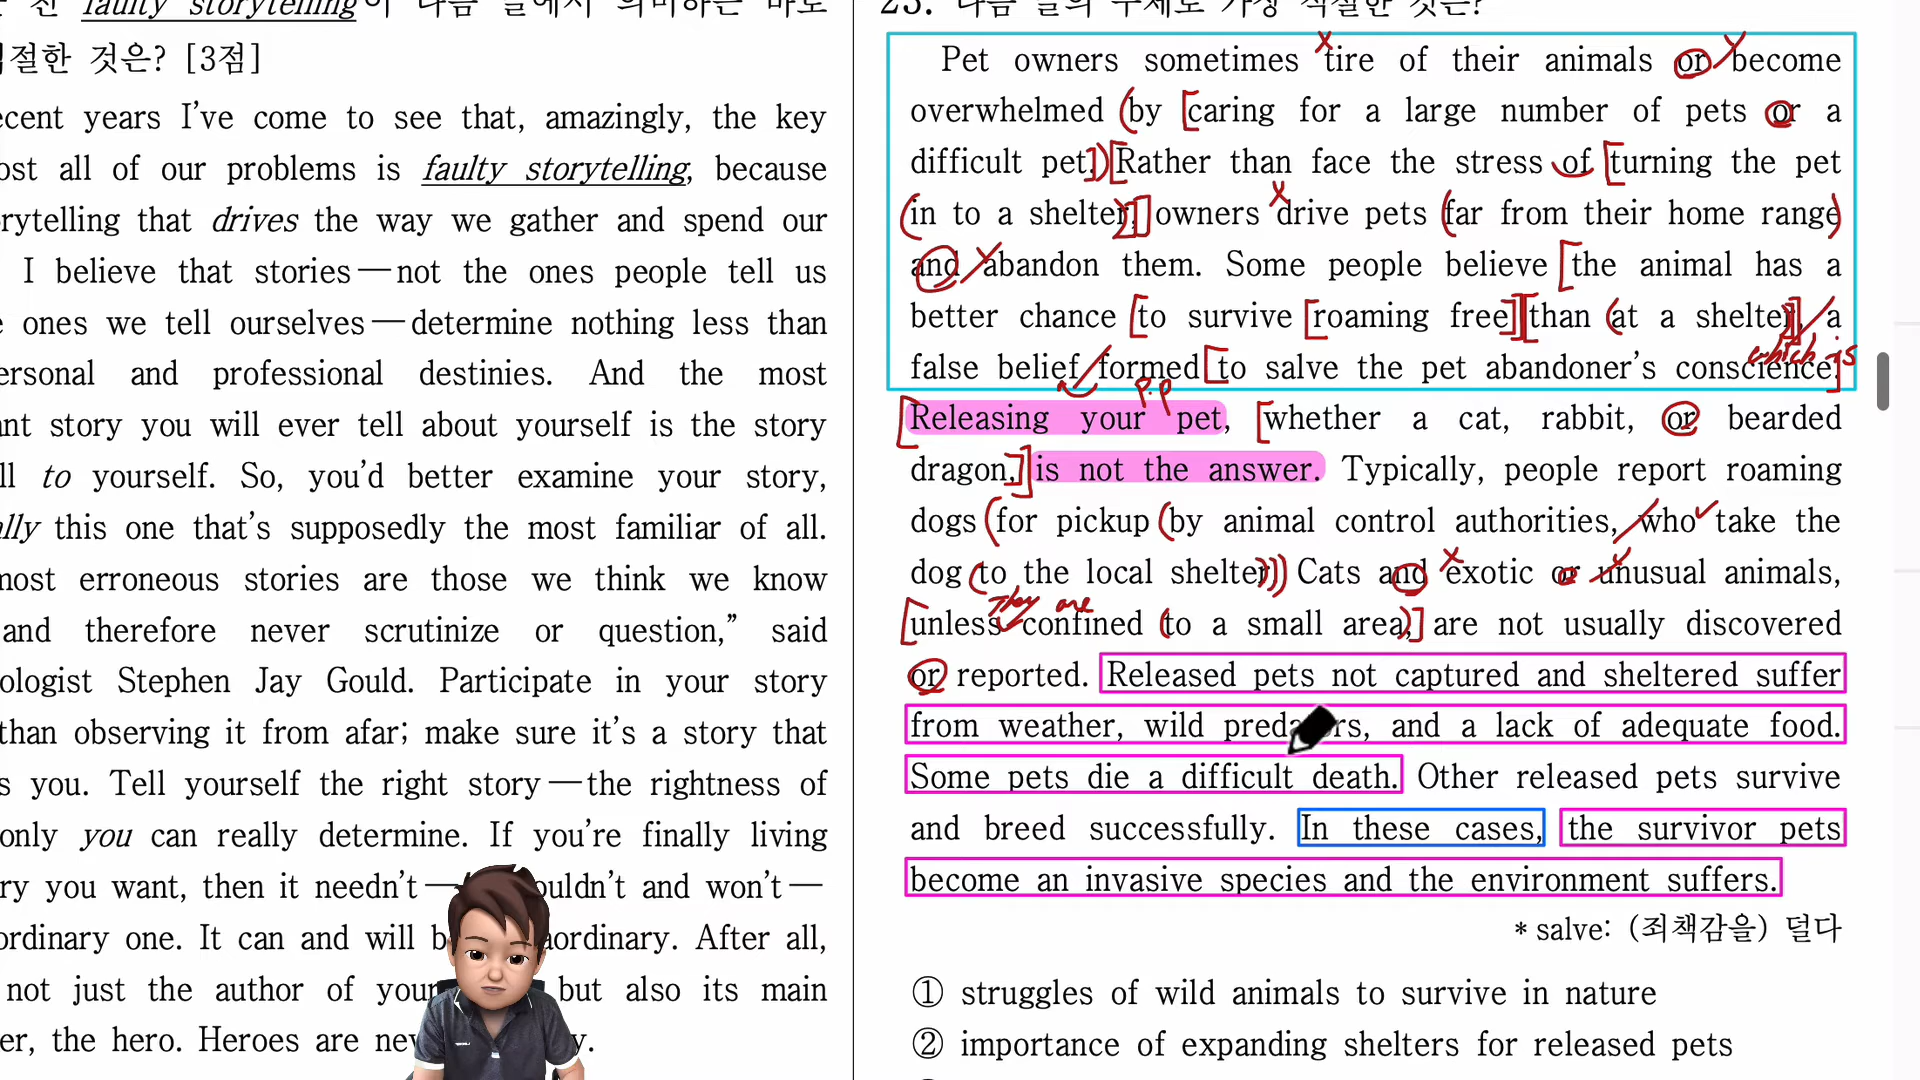 faulty storytelling이 다음 글에서 의미하는 바로
절한 것은? [3점]
ecent years I’ve come to see that, amazingly, the key
ost all of our problems is faulty storytelling, because
orytelling that drives the way we gather and spend our
I believe that stories—not the ones people tell us
e ones we tell ourselves—determine nothing less than
ersonal and professional destinies. And the most
ant story you will ever tell about yourself is the story
ll to yourself. So, you’d better examine your story,
ally this one that’s supposedly the most familiar of all.
most erroneous stories are those we think we know
and therefore never scrutinize or question,” said
ologist Stephen Jay Gould. Participate in your story
than observing it from afar; make sure it’s a story that
s you. Tell yourself the right story—the rightness of
only you can really determine. If you’re finally living
ry you want, then it needn’t— ouldn’t and won’t—
ordinary one. It can and will b aordinary. After all,
not just the author of your but also its main
er, the hero. Heroes are nev y.
23. 다음 글의 주제로 가장 적절한 것은?
Pet owners sometimes tire of their animals or become
overwhelmed by caring for a large number of pets or a
difficult pet. Rather than face the stress of turning the pet
in to a shelter, owners drive pets far from their home range
and abandon them. Some people believe the animal has a
better chance to survive roaming free than at a shelter, a
which is
false belief formed to salve the pet abandoner’s conscience.
p.p
Releasing your pet, whether a cat, rabbit, or bearded
dragon, is not the answer. Typically, people report roaming
dogs for pickup by animal control authorities, who take the
dog to the local shelter. Cats and exotic or unusual animals,
they are
unless confined to a small area, are not usually discovered
or reported. Released pets not captured and sheltered suffer
from weather, wild predators, and a lack of adequate food.
Some pets die a difficult death. Other released pets survive
and breed successfully. In these cases, the survivor pets
become an invasive species and the environment suffers.
* salve: (죄책감을) 덜다
① struggles of wild animals to survive in nature
② importance of expanding shelters for released pets